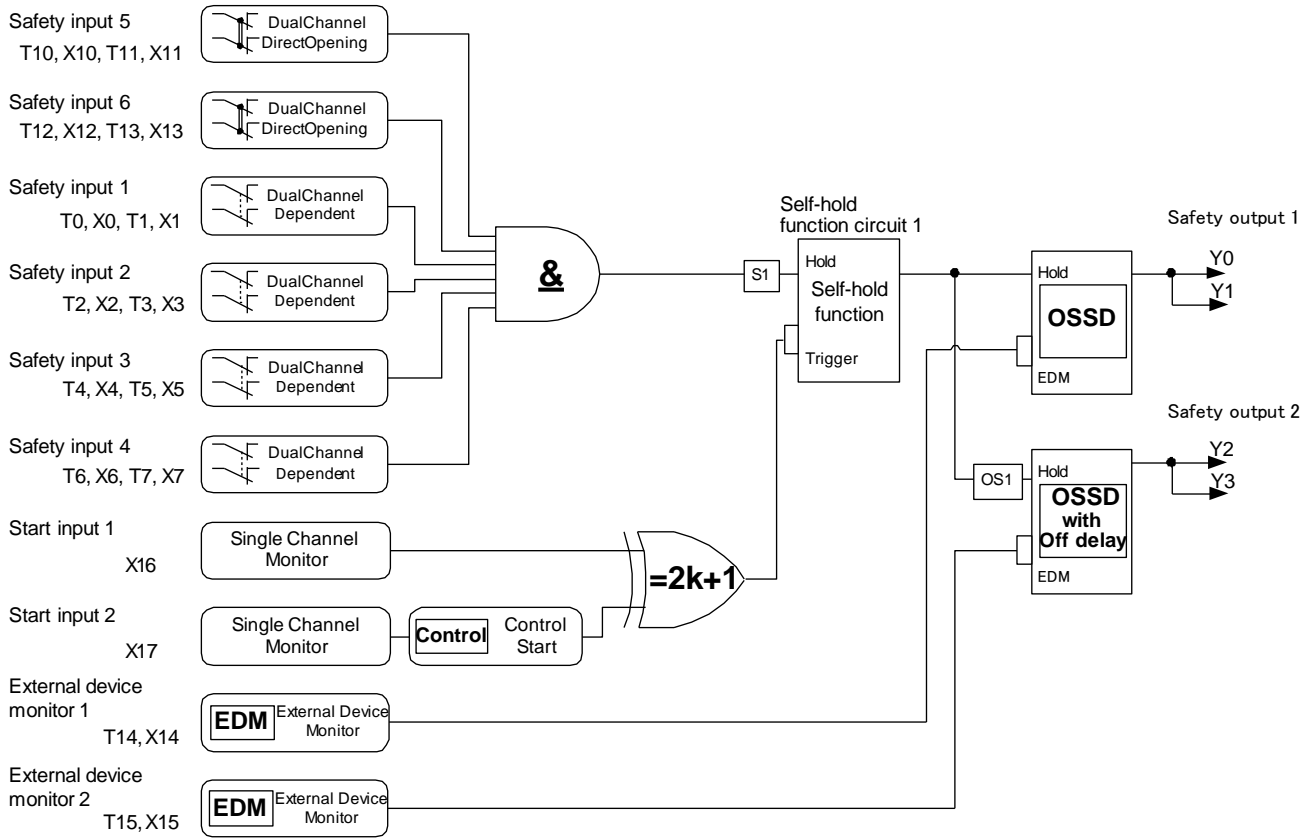 Safety input 5
T10, X10, T11, X11
DualChannel
DirectOpening
Safety input 6
T12, X12, T13, X13
DualChannel
DirectOpening
Safety input 1
T0, X0, T1, X1
DualChannel
Dependent
Safety input 2
T2, X2, T3, X3
DualChannel
Dependent
Safety input 3
T4, X4, T5, X5
DualChannel
Dependent
Safety input 4
T6, X6, T7, X7
DualChannel
Dependent
&
S1
Self-hold
function circuit 1
Hold
Self-hold
function
Trigger
Safety output 1
Hold
OSSD
EDM
Y0
Y1
Safety output 2
OS1
Hold
OSSD
with
Off delay
EDM
Y2
Y3
Start input 1
X16
Single Channel
Monitor
=2k+1
Start input 2
X17
Single Channel
Monitor
Control
Control
Start
External device
monitor 1
T14, X14
EDM
External Device
Monitor
External device
monitor 2
T15, X15
EDM
External Device
Monitor